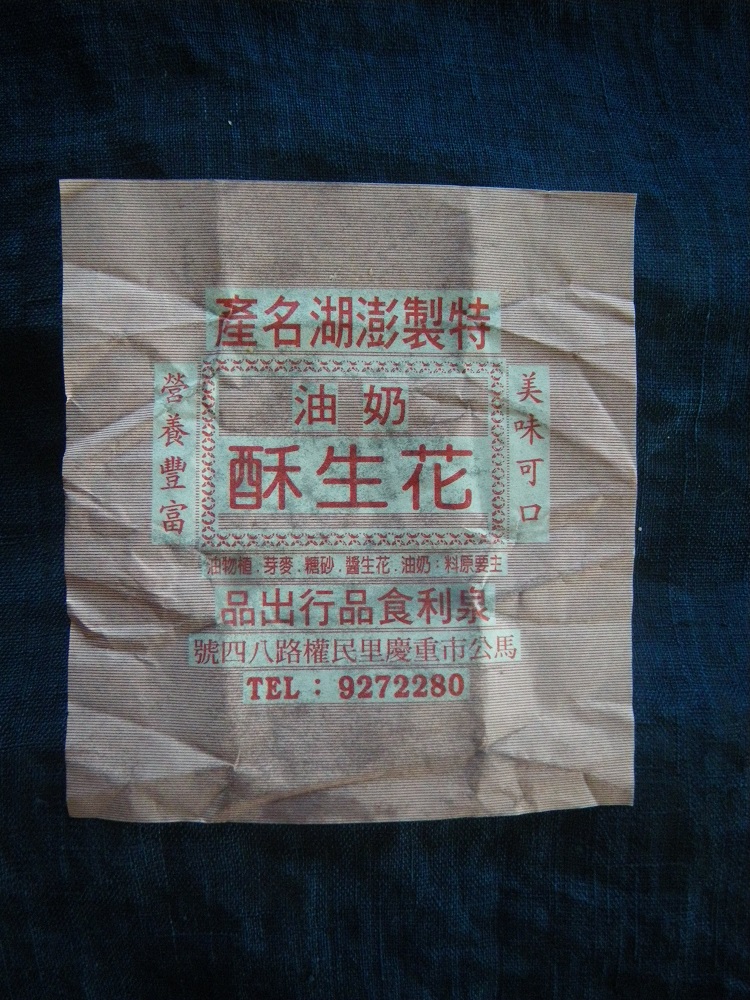 特製澎湖名產
美味可口
奶油
花生酥
營養豐富
主要原料：奶油．花生醬．砂糖．麥芽．植物油
泉利食品行出品
馬公市重慶里民權路八四號
TEL：9272280